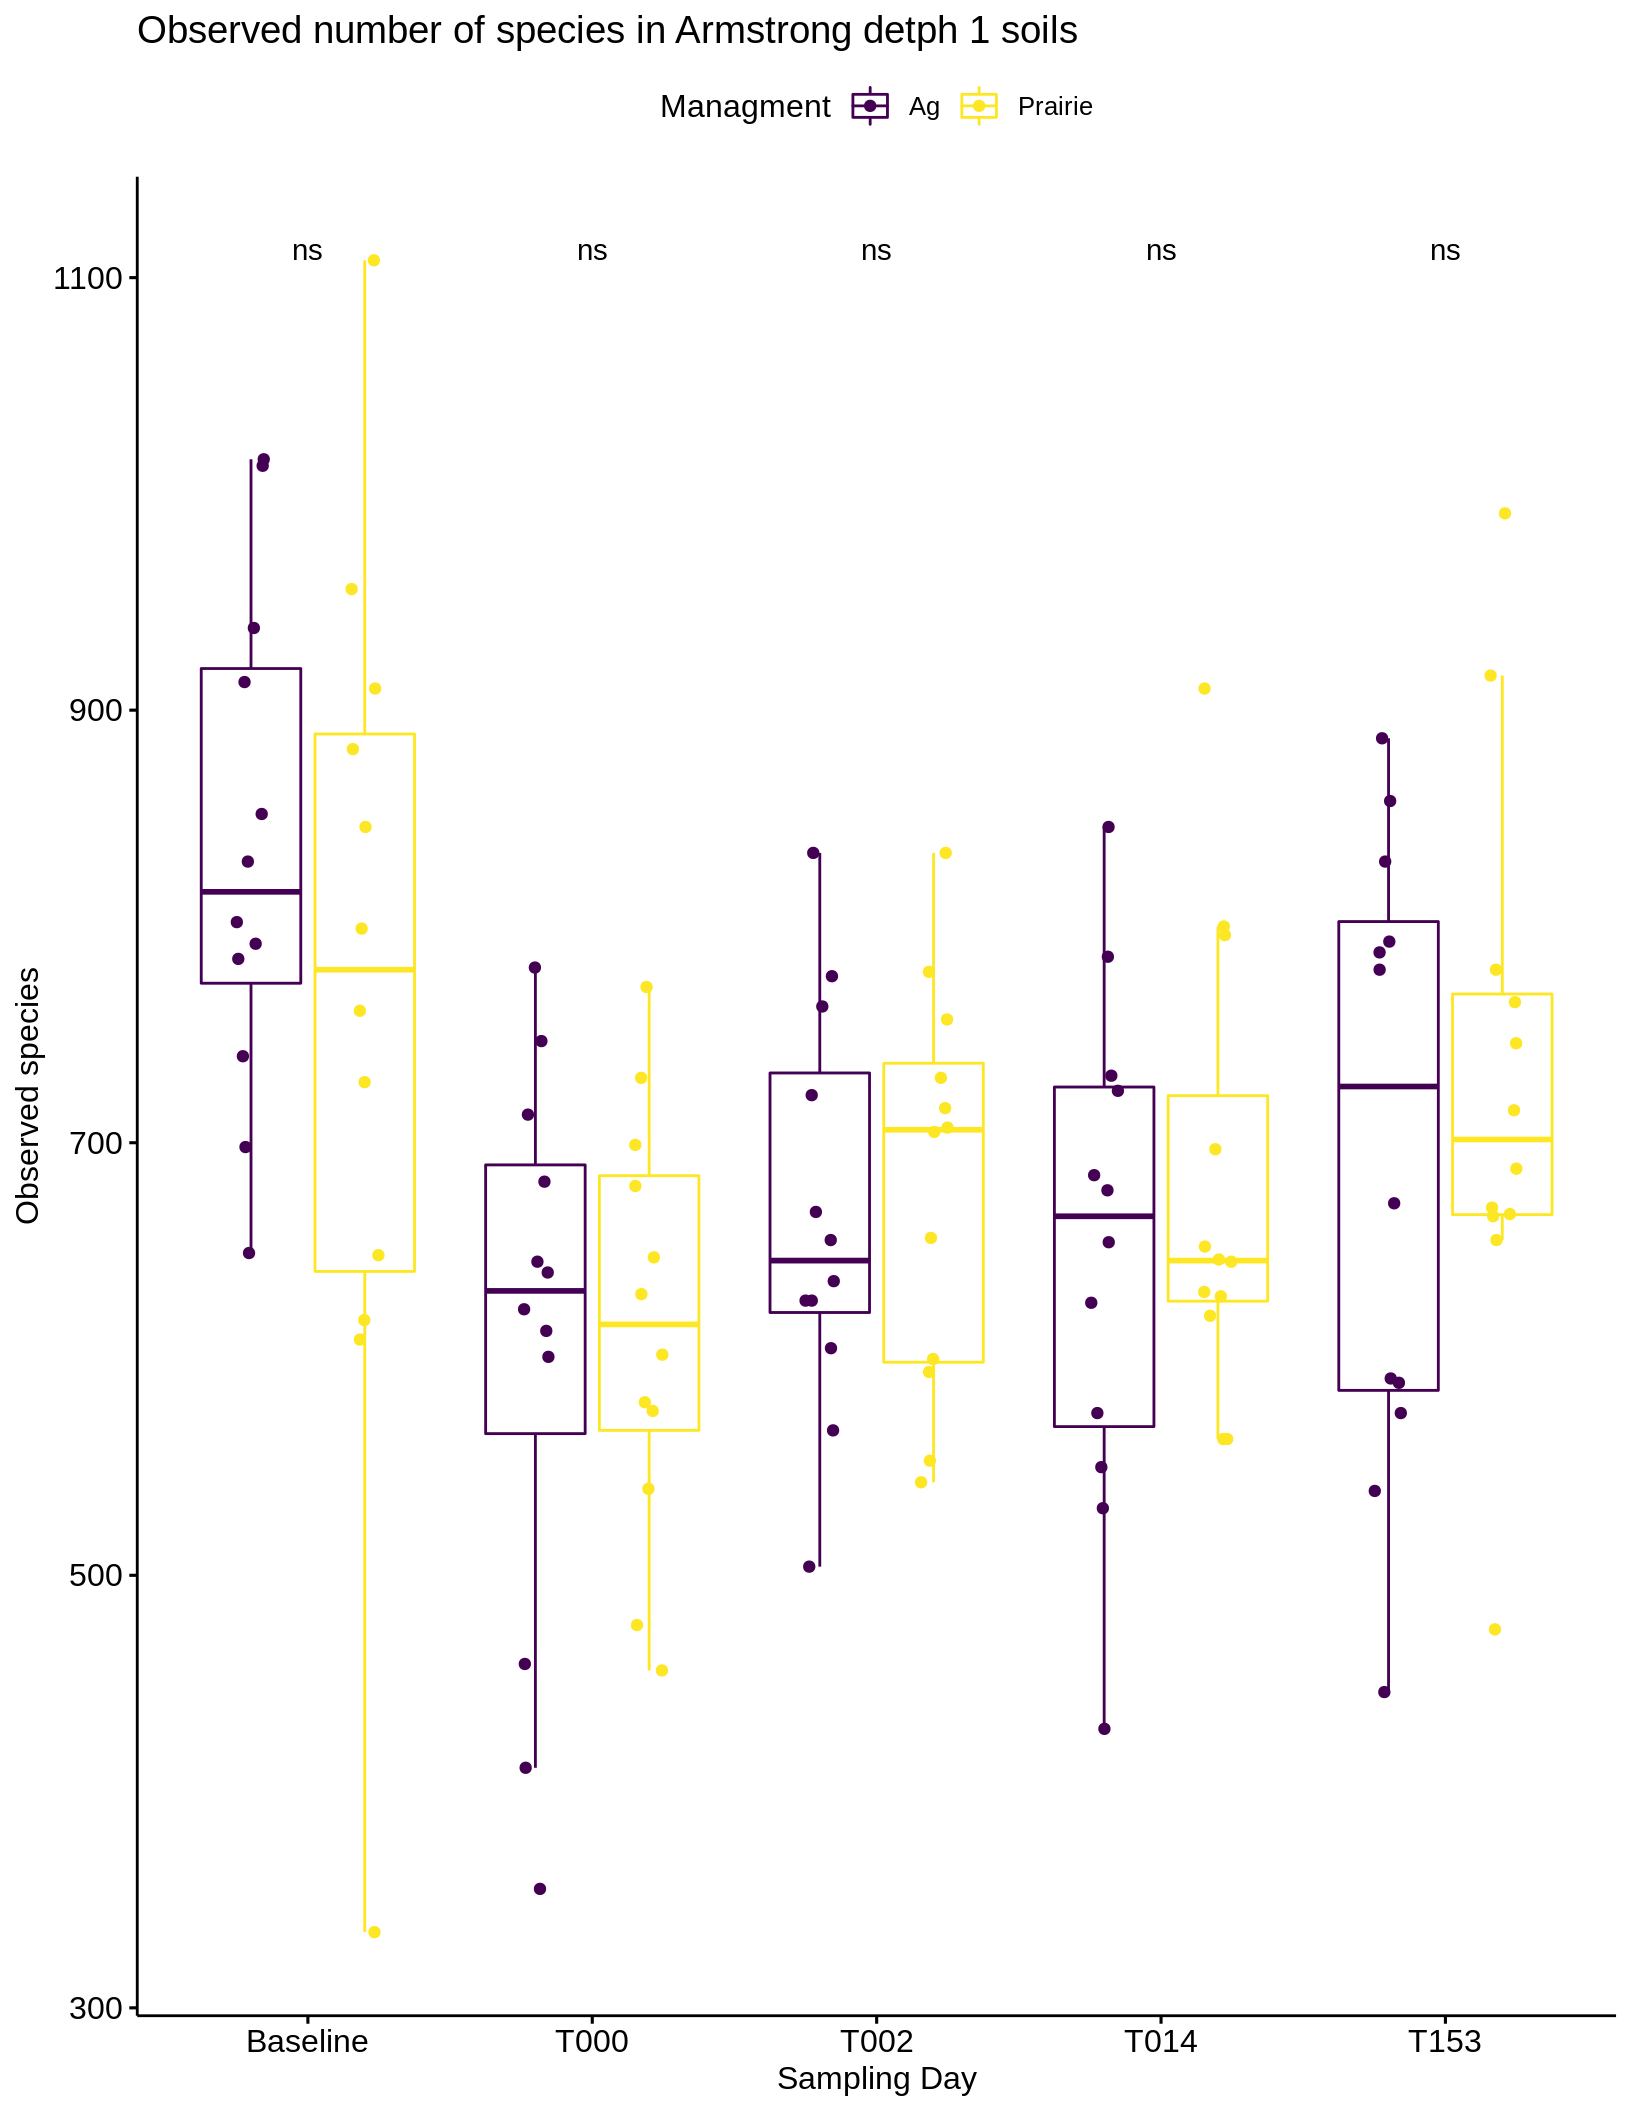 Observed number of species in Armstrong detph 1 soils
Managment Ag Prairie
ns ns ns ns ns
1100
900
700
500
300
Observed species
Baseline T000 T002 T014 T153
Sampling Day